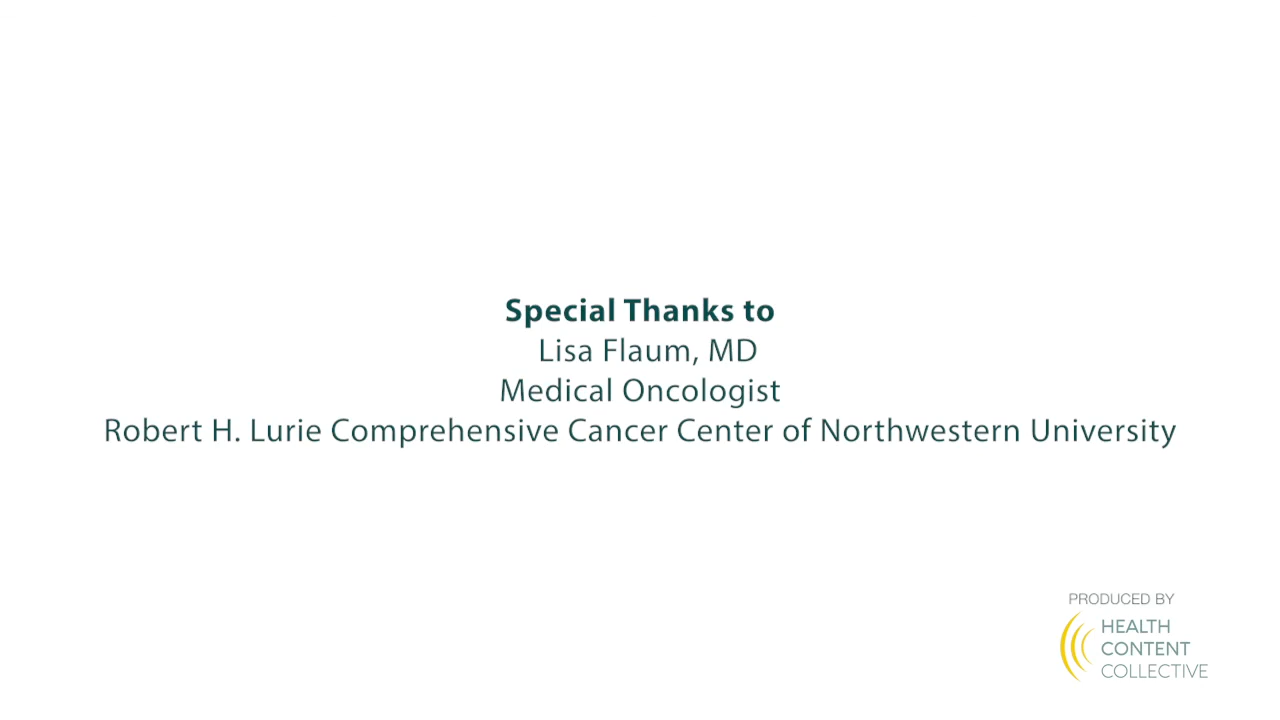 Special Thanks to
Lisa Flaum, MD
Medical Oncologist
Robert H. Lurie Comprehensive Cancer Center of Northwestern University
PRODUCED BY
HEALTH
CONTENT
COLLECTIVE